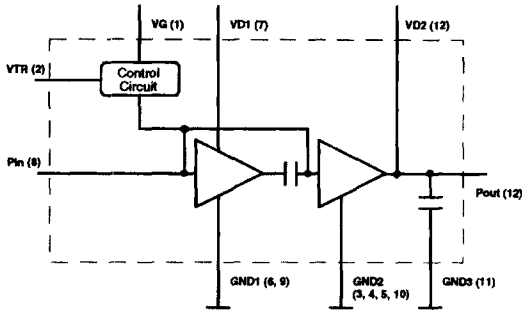 VG (1)
VD1 (7)
VD2 (12)
VTR (2)
Control
Circuit
Pin (8)
Pout (12)
GND1 (6, 9)
GND2
(3, 4, 5, 10)
GND3 (11)